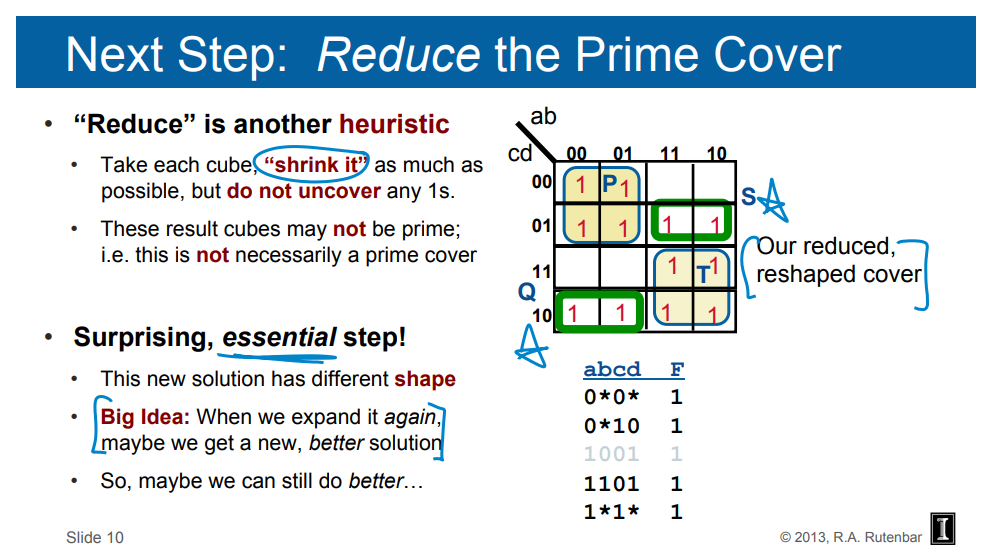 Next Step: Reduce the Prime Cover
• “Reduce” is another heuristic
• Take each cube, “shrink it” as much as
possible, but do not uncover any 1s.
• These result cubes may not be prime;
i.e. this is not necessarily a prime cover
• Surprising, essential step!
• This new solution has different shape
• Big Idea: When we expand it again,
maybe we get a new, better solution
• So, maybe we can still do better…
ab
cd
00 01 11 10
00 1 P 1
S
01 1 1 1 1
11 1 T 1
Q
10 1 1 1 1
Our reduced,
reshaped cover
abcd F
0*0* 1
0*10 1
1001 1
1101 1
1*1* 1
Slide 10
© 2013, R.A. Rutenbar
I